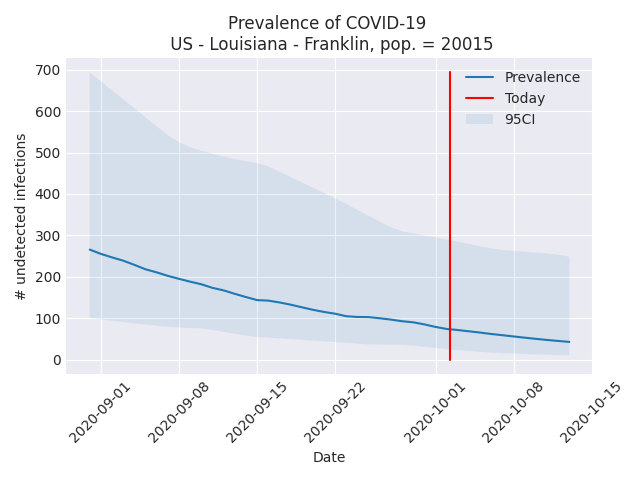 Prevalence of COVID-19
US - Louisiana - Franklin, pop. = 20015
700
600
500
400
300
200
100
0
# undetected infections
Prevalence
Today
95CI
2020-09-01
2020-09-08
2020-09-15
2020-09-22
2020-10-01
2020-10-08
2020-10-15
Date